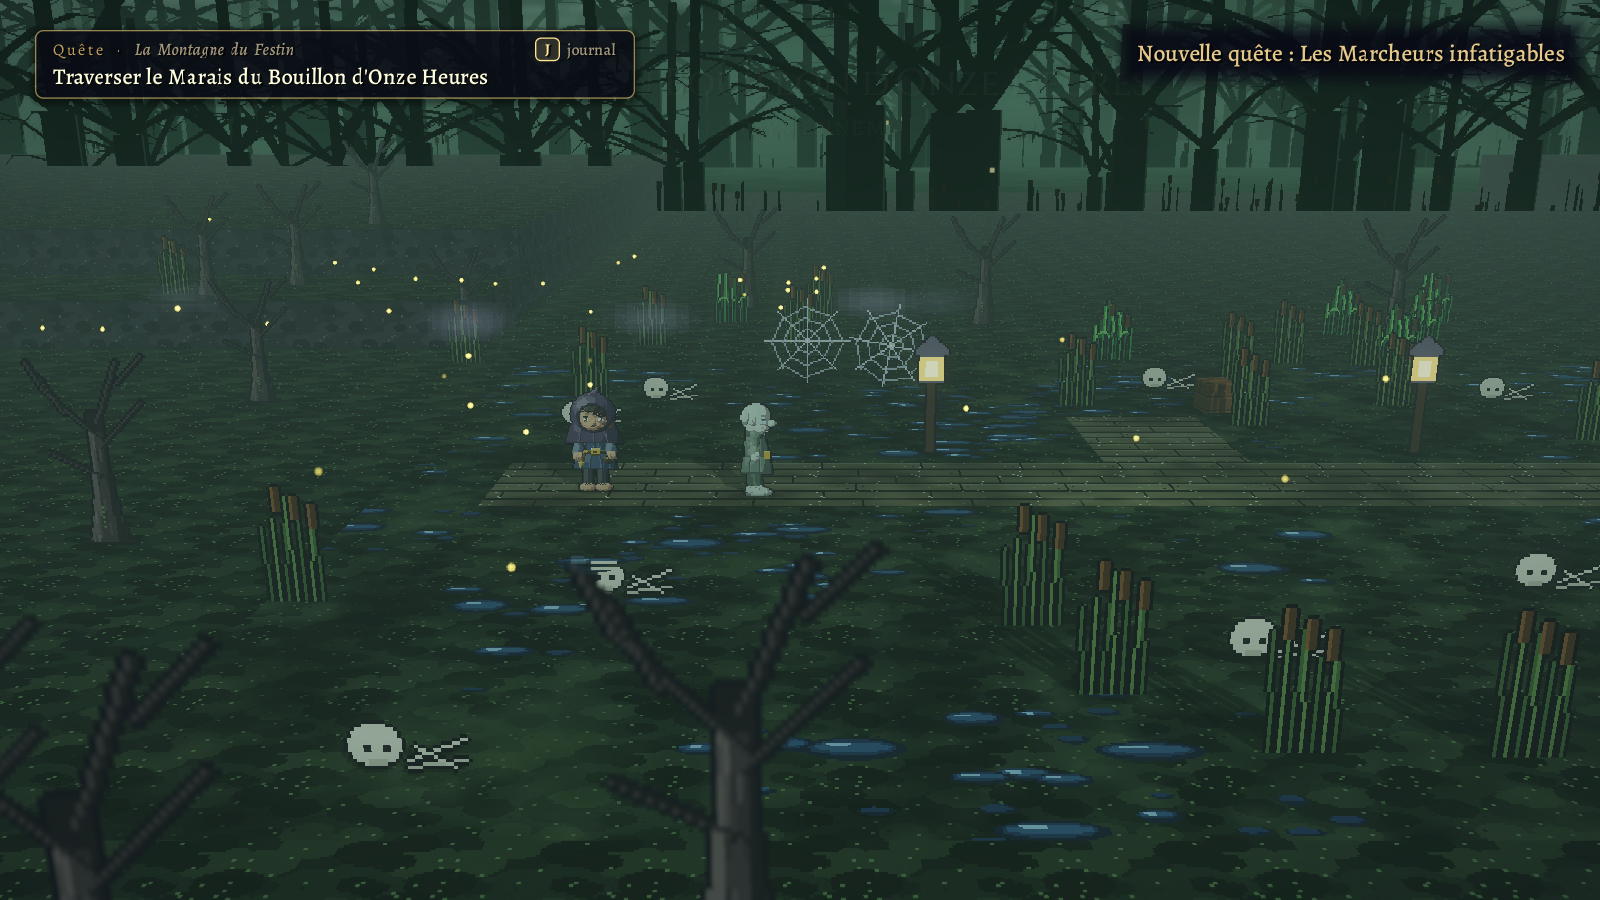 Quête · La Montagne du Festin
J journal
Traverser le Marais du Bouillon d'Onze Heures
Nouvelle quête : Les Marcheurs infatigables